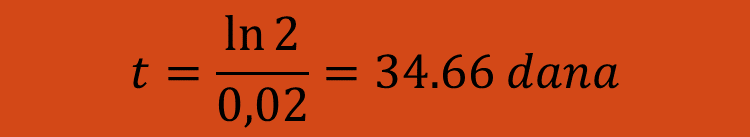 t = ln 2 / 0,02 = 34.66 dana